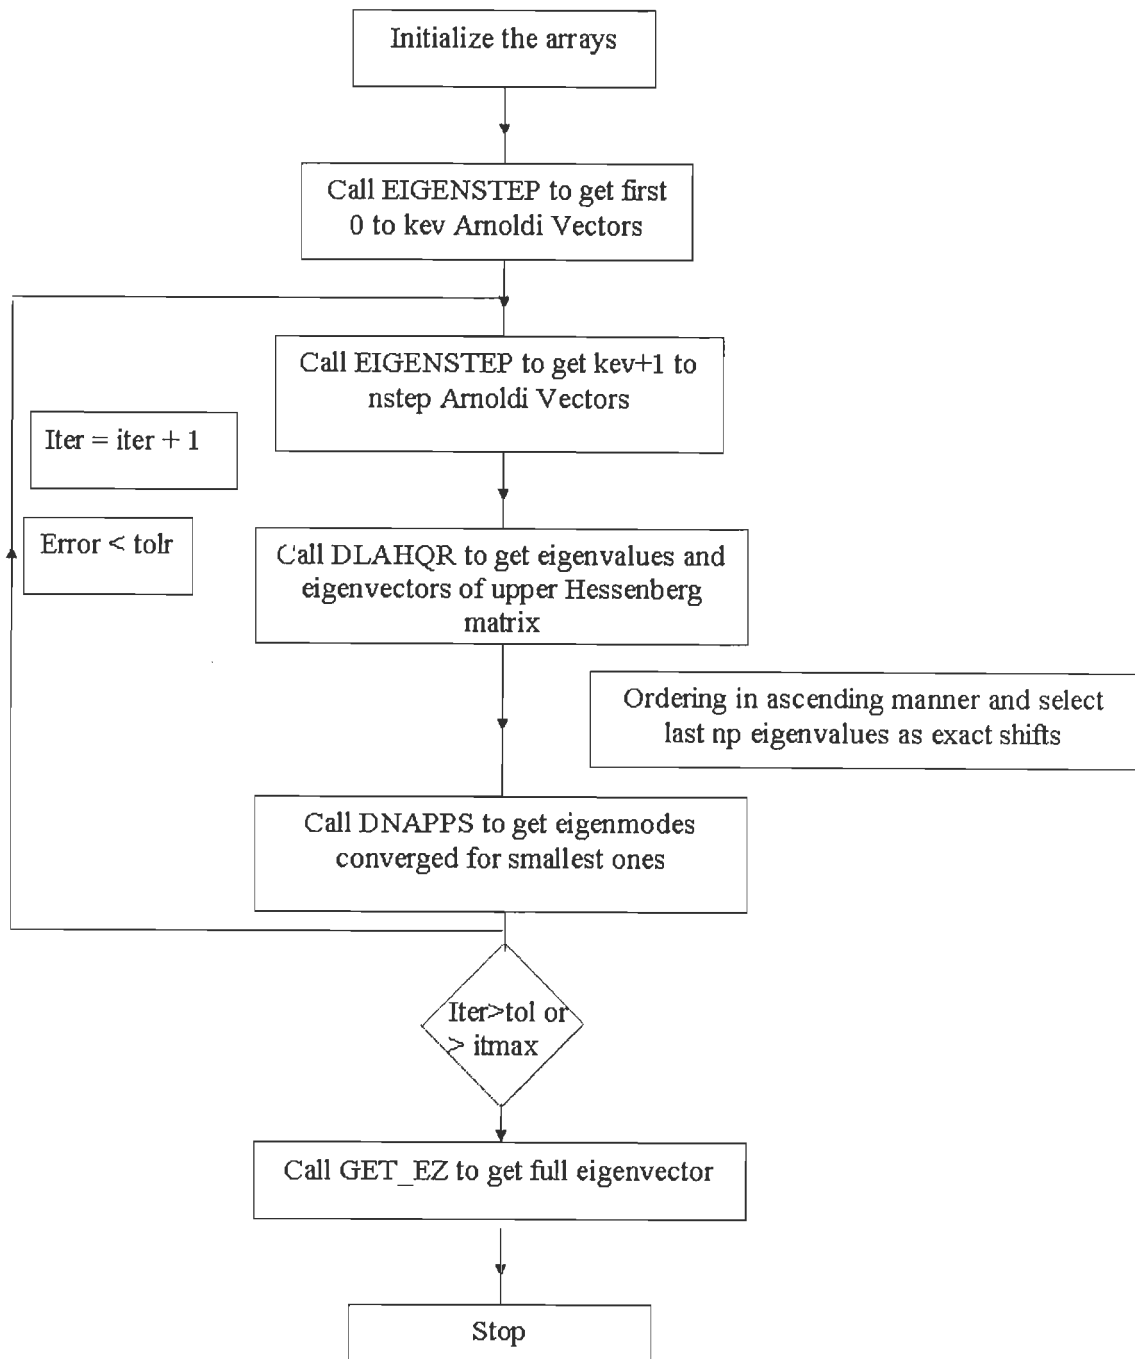 Initialize the arrays
Call EIGENSTEP to get first
0 to kev Arnoldi Vectors
Call EIGENSTEP to get kev+1 to
nstep Arnoldi Vectors
Iter = iter + 1
Error < tolr
Call DLAHQR to get eigenvalues and
eigenvectors of upper Hessenberg
matrix
Ordering in ascending manner and select
last np eigenvalues as exact shifts
Call DNAPPS to get eigenmodes
converged for smallest ones
Iter>tol or
> itmax
Call GET_EZ to get full eigenvector
Stop